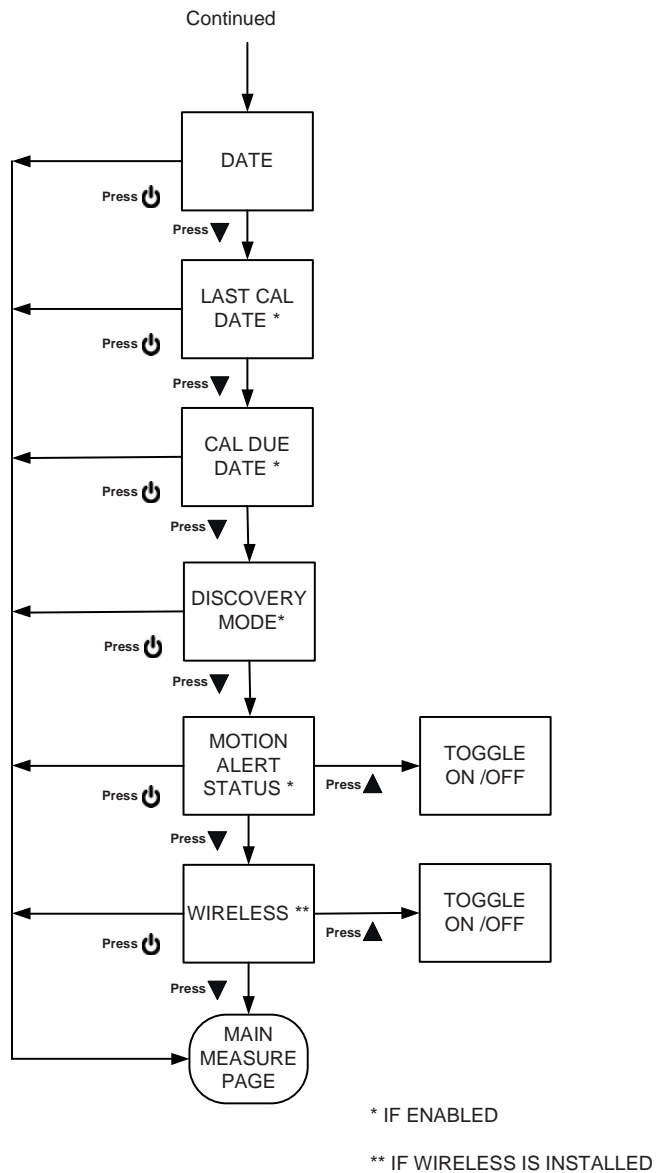 Continued
DATE
Press
Press
LAST CAL
DATE *
Press
Press
CAL DUE
DATE *
Press
Press
DISCOVERY
MODE*
Press
Press
MOTION
ALERT
STATUS *
Press
TOGGLE
ON /OFF
Press
Press
WIRELESS **
Press
TOGGLE
ON /OFF
Press
Press
MAIN
MEASURE
PAGE
* IF ENABLED
** IF WIRELESS IS INSTALLED